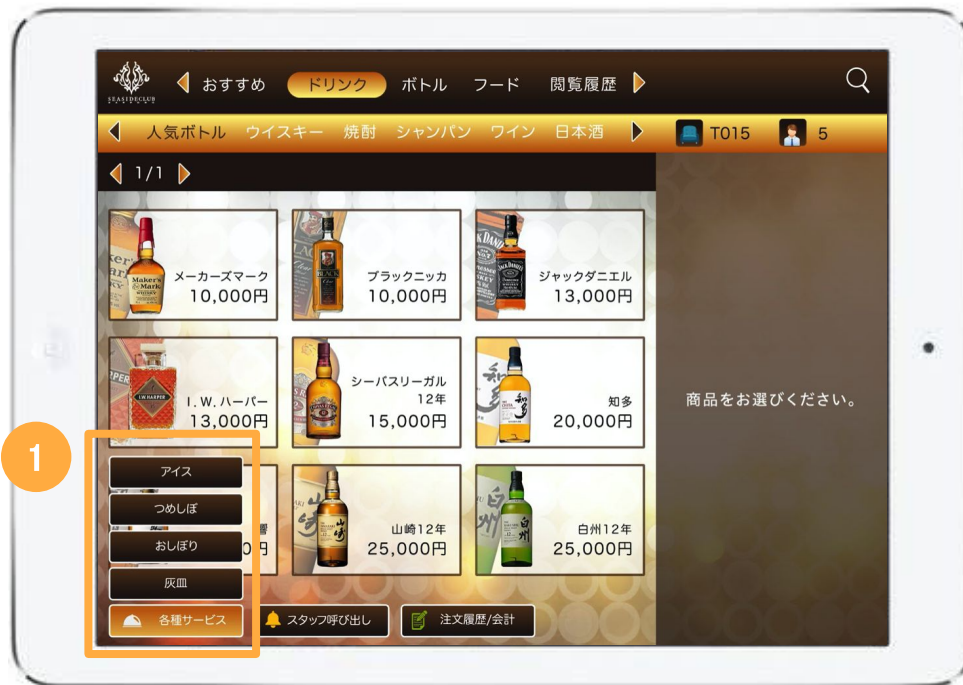 SEASIDECLUB
おすすめ
ドリンク
ボトル
フード
閲覧履歴
人気ボトル
ウイスキー
焼酎
シャンパン
ワイン
日本酒
T015
5
1/1
メーカーズマーク
10,000円
ブラックニッカ
10,000円
ジャックダニエル
13,000円
I.W.ハーパー
13,000円
シーバスリーガル
12年
15,000円
知多
20,000円
商品をお選びください。
1
アイス
つめしぼ
おしぼり
灰皿
響
0円
山崎12年
25,000円
白州12年
25,000円
各種サービス
スタッフ呼び出し
注文履歴/会計